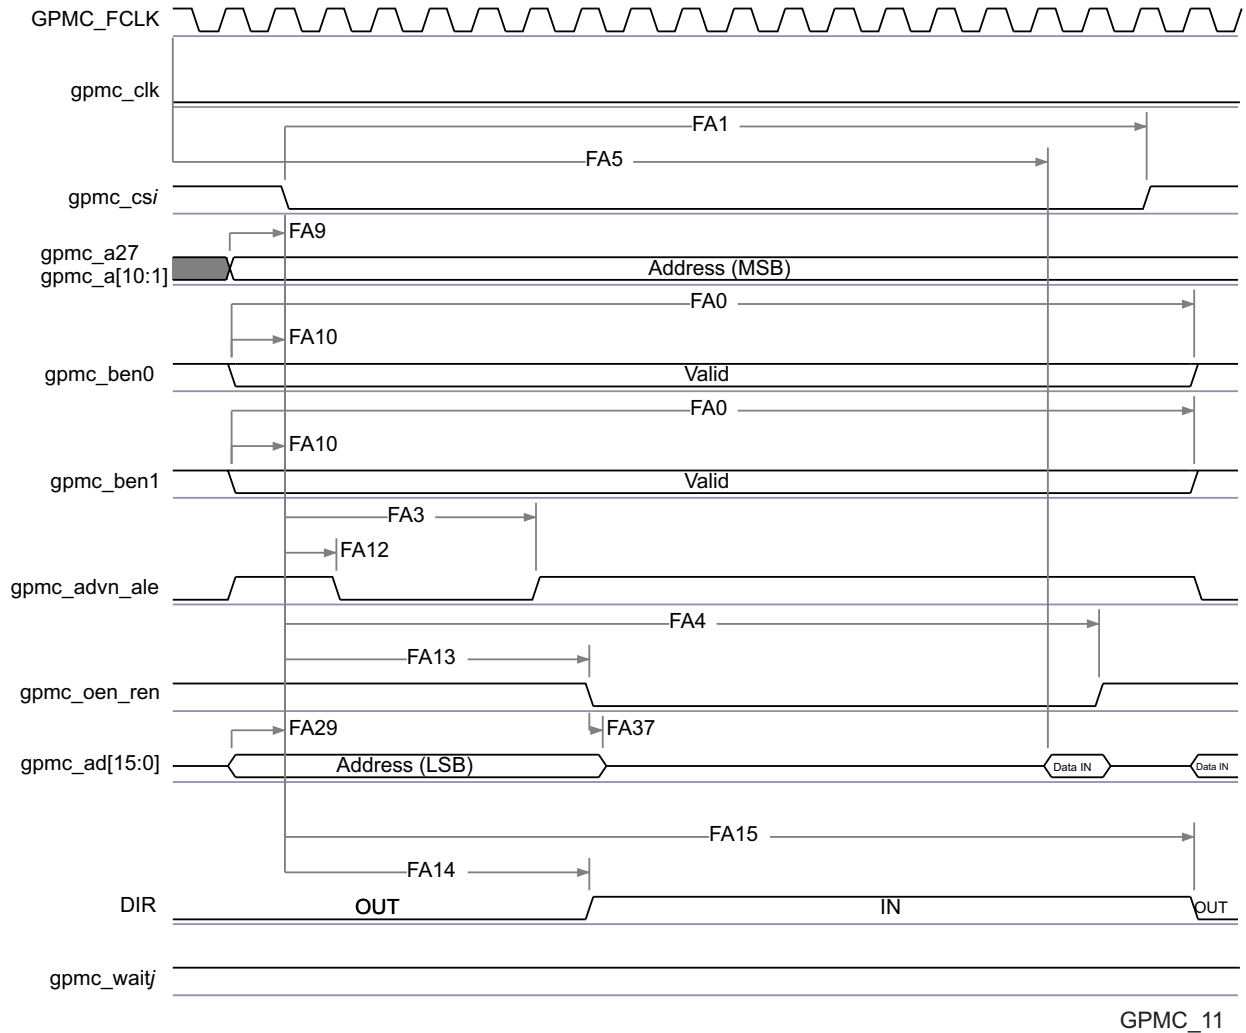 GPMC_FCLK
gpmc_clk
FA1
FA5
gpmc_csi
FA9
gpmc_a27
gpmc_a[10:1]
Address (MSB)
FA0
FA10
gpmc_ben0
Valid
FA0
FA10
gpmc_ben1
Valid
FA3
FA12
gpmc_advn_ale
FA4
FA13
gpmc_oen_ren
FA29
FA37
gpmc_ad[15:0]
Address (LSB)
Data IN
Data IN
FA15
FA14
DIR
OUT
IN
OUT
gpmc_waitj
GPMC_11